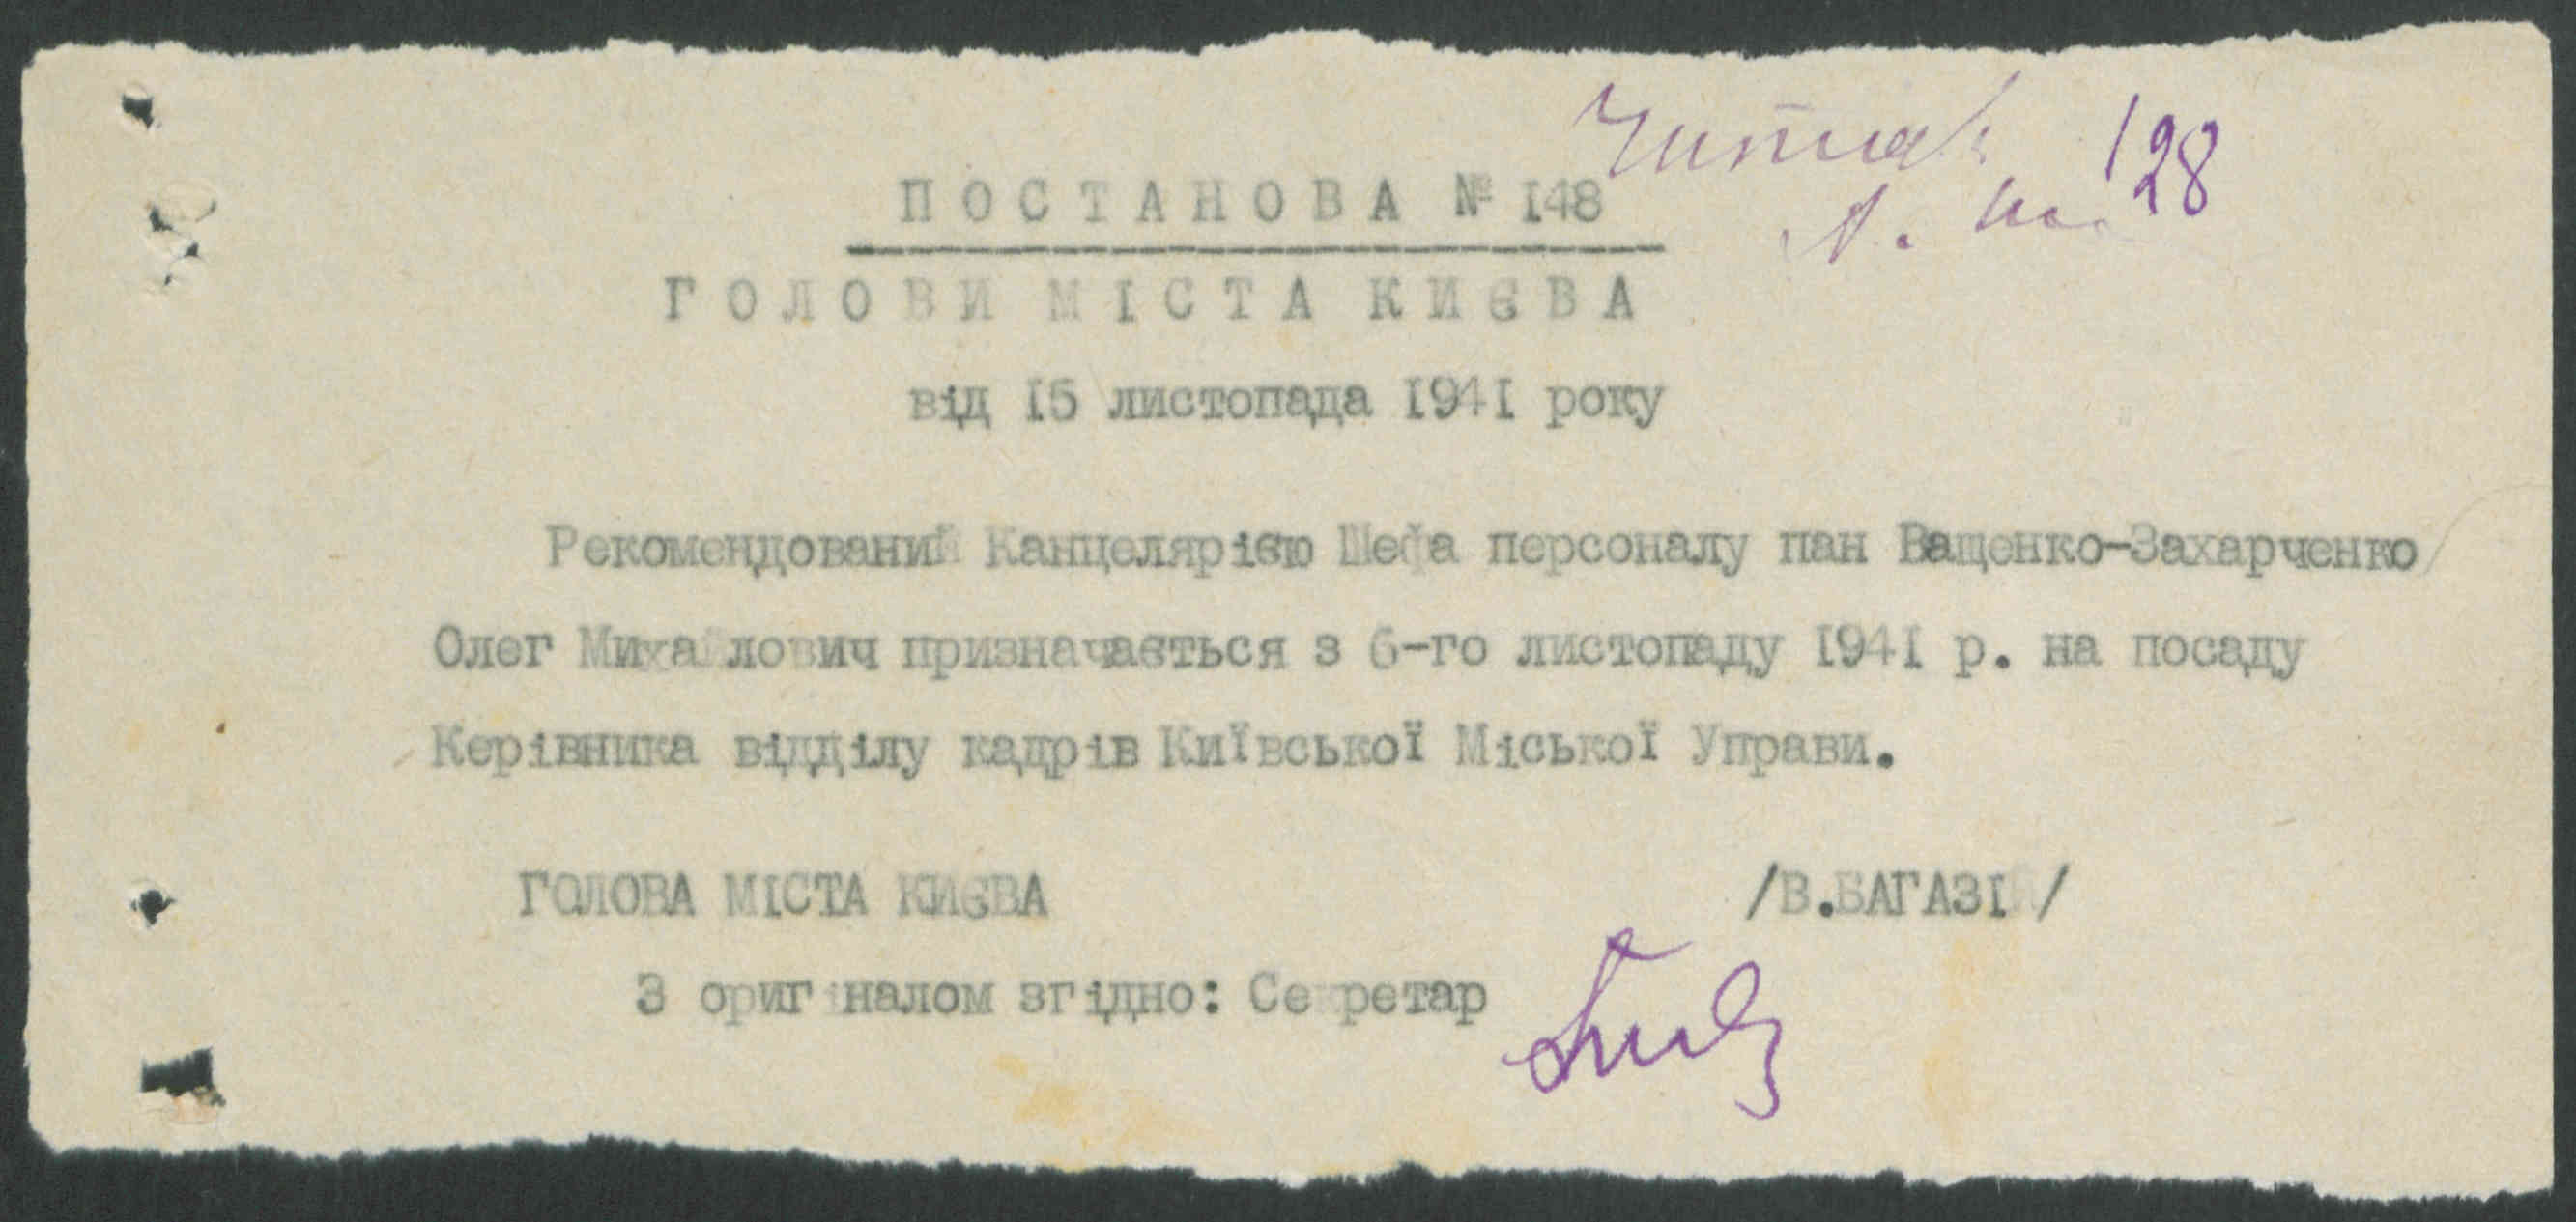 128
ПОСТАНОВА № 148
ГОЛОВИ МІСТА КИЄВА
від 15 листопада 1941 року
Рекомендований Канцелярією Шефа персоналу пан Ващенко-Захарченко
Олег Михайлович призначається з 6-го листопаду 1941 р. на посаду
Керівника відділу кадрів Київської Міської Управи.
ГОЛОВА МІСТА КИЄВА /В.БАГАЗІЙ/
З оригіналом згідно: Секретар